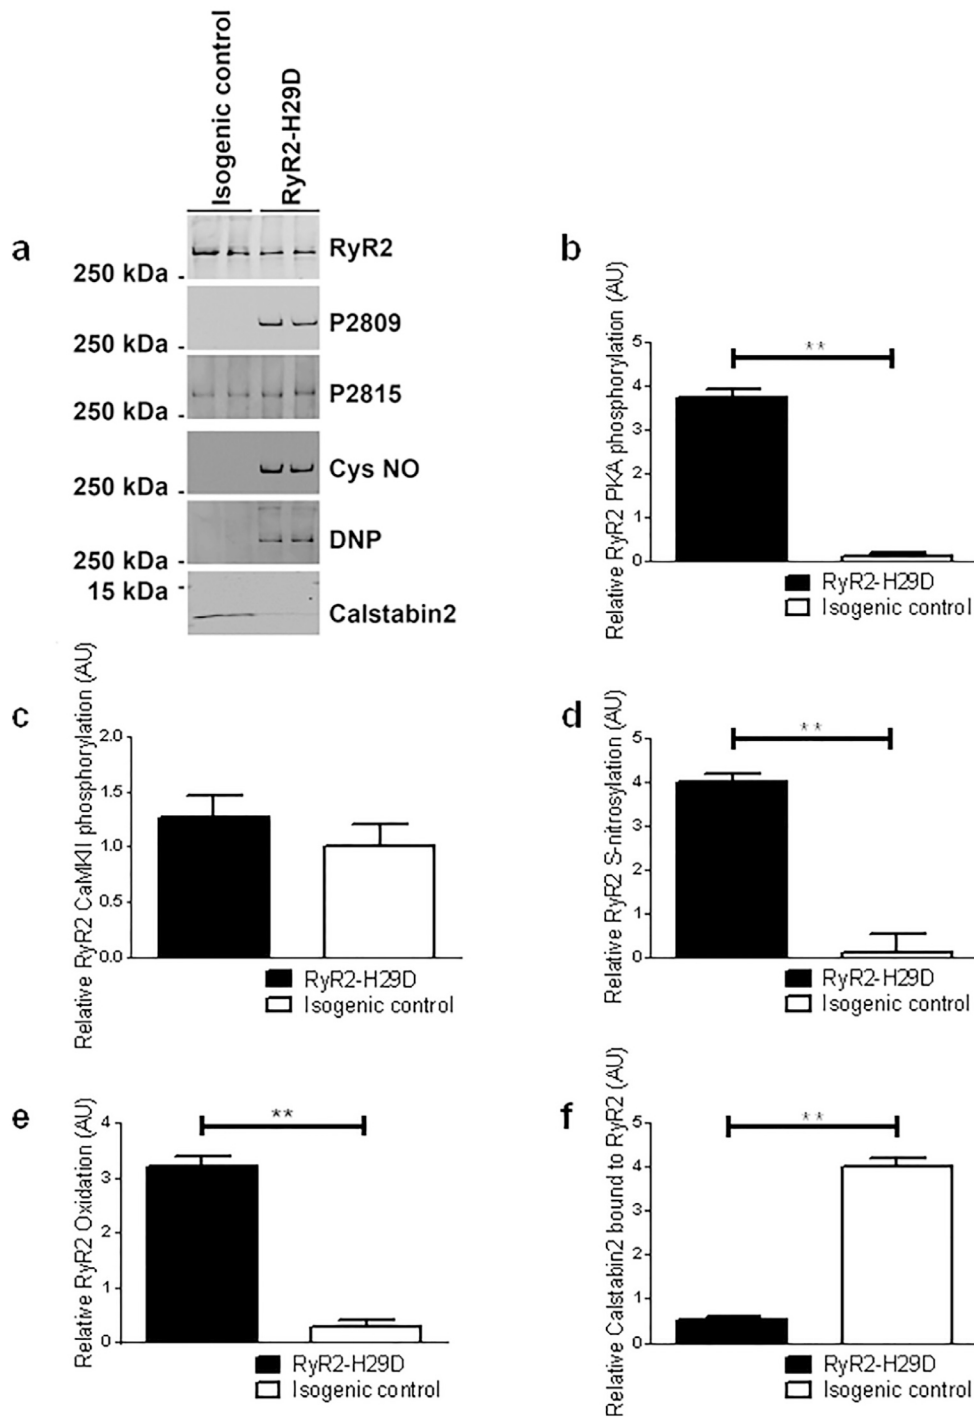 Isogenic control
RyR2-H29D
a
RyR2
250 kDa -
P2809
250 kDa -
P2815
250 kDa -
Cys NO
250 kDa -
DNP
250 kDa -
15 kDa -
Calstabin2
b
Relative RyR2 PKA phosphorylation (AU)
5
4
3
2
1
0
**
RyR2-H29D
Isogenic control
c
Relative RyR2 CaMKII phosphorylation (AU)
2.0
1.5
1.0
0.5
0.0
RyR2-H29D
Isogenic control
d
Relative RyR2 S-nitrosylation (AU)
5
4
3
2
1
0
**
RyR2-H29D
Isogenic control
e
Relative RyR2 Oxidation (AU)
4
3
2
1
0
**
RyR2-H29D
Isogenic control
f
Relative Calstabin2 bound to RyR2 (AU)
5
4
3
2
1
0
**
RyR2-H29D
Isogenic control